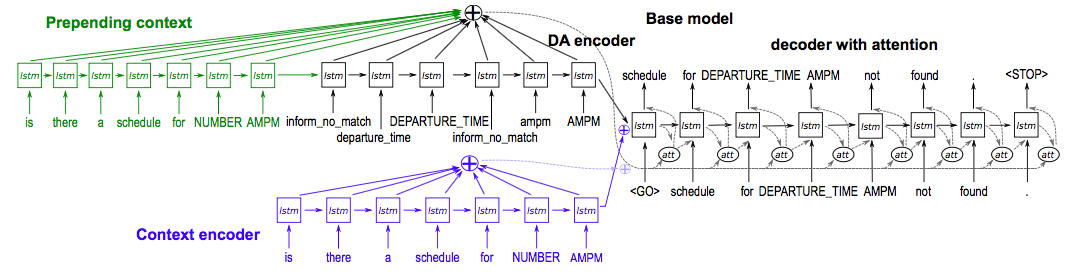 Prepending context
Base model
DA encoder
decoder with attention
schedule for DEPARTURE_TIME AMPM not found . <STOP>
lstm lstm lstm lstm lstm lstm lstm lstm lstm lstm lstm lstm lstm
is there a schedule for NUMBER AMPM
inform_no_match DEPARTURE_TIME ampm AMPM
departure_time inform_no_match
lstm lstm lstm lstm lstm lstm lstm lstm
att att att att att att att att
<GO> schedule for DEPARTURE_TIME AMPM not found .
lstm lstm lstm lstm lstm lstm lstm
Context encoder
is there a schedule for NUMBER AMPM